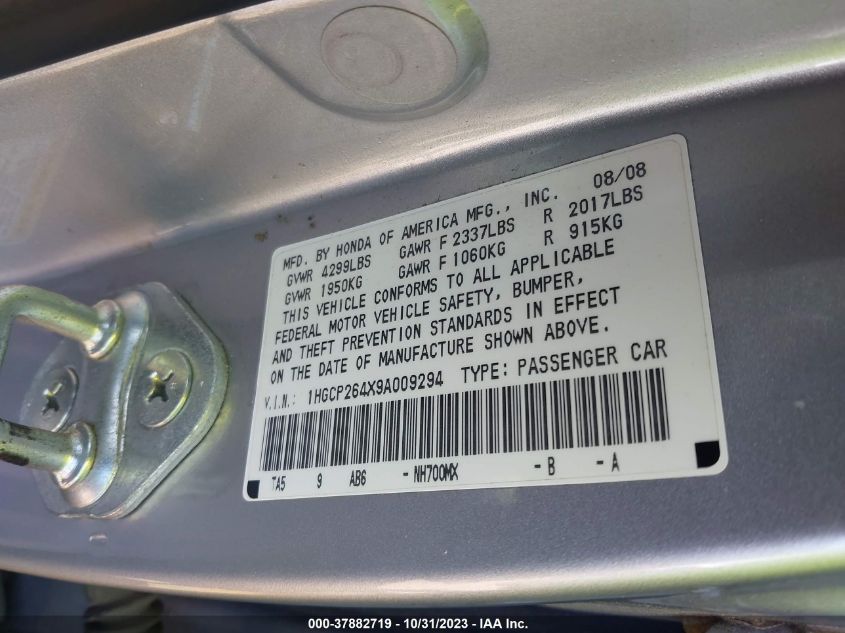 MFD. BY HONDA OF AMERICA MFG., INC. 08/08
GVWR 4299LBS GAWR F 2337LBS R 2017LBS
GVWR 1950KG GAWR F 1060KG R 915KG
THIS VEHICLE CONFORMS TO ALL APPLICABLE
FEDERAL MOTOR VEHICLE SAFETY, BUMPER,
AND THEFT PREVENTION STANDARDS IN EFFECT
ON THE DATE OF MANUFACTURE SHOWN ABOVE.
V.I.N.: 1HGCP264X9A009294 TYPE: PASSENGER CAR
TA5 9 AB6 -NH700MX -B -A
000-37882719 - 10/31/2023 - IAA Inc.